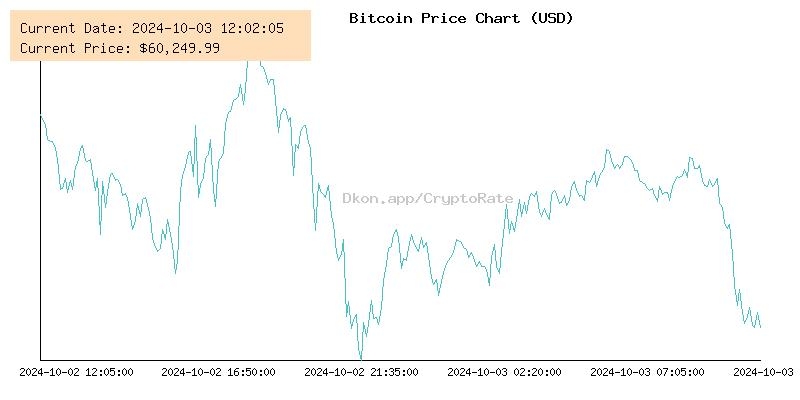 Bitcoin Price Chart (USD)
Current Date: 2024-10-03 12:02:05
Current Price: $60,249.99
Dkon.app/CryptoRate
2024-10-02 12:05:00 2024-10-02 16:50:00 2024-10-02 21:35:00 2024-10-03 02:20:00 2024-10-03 07:05:00 2024-10-03